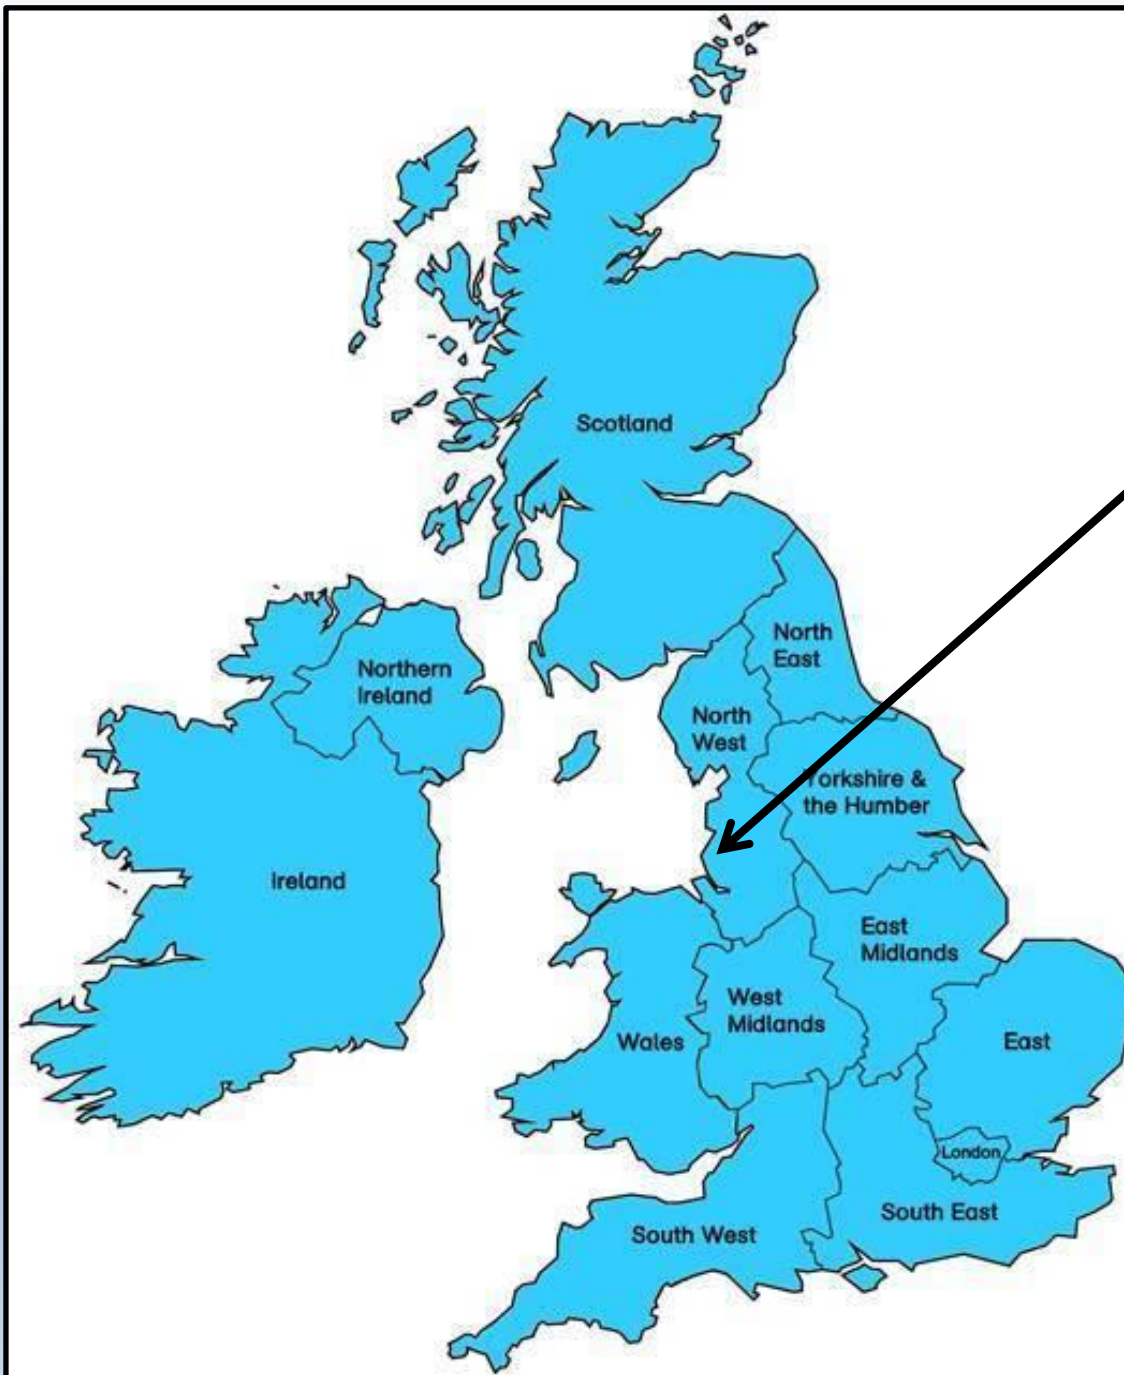 Scotland
North
East
Northern
Ireland
North
West
Yorkshire &
the Humber
Ireland
East
Midlands
West
Midlands
Wales
East
London
South East
South West